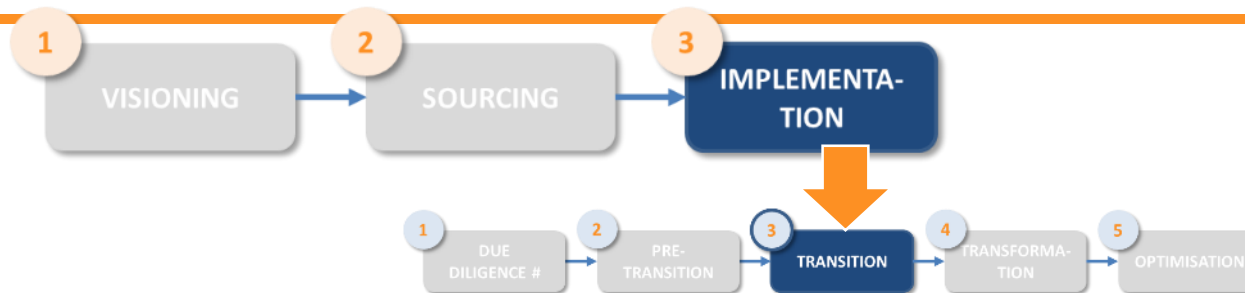 1
VISIONING
2
SOURCING
3
IMPLEMENTA-
TION
1
DUE
DILIGENCE #
2
PRE-
TRANSITION
3
TRANSITION
4
TRANSFORMA-
TION
5
OPTIMISATION